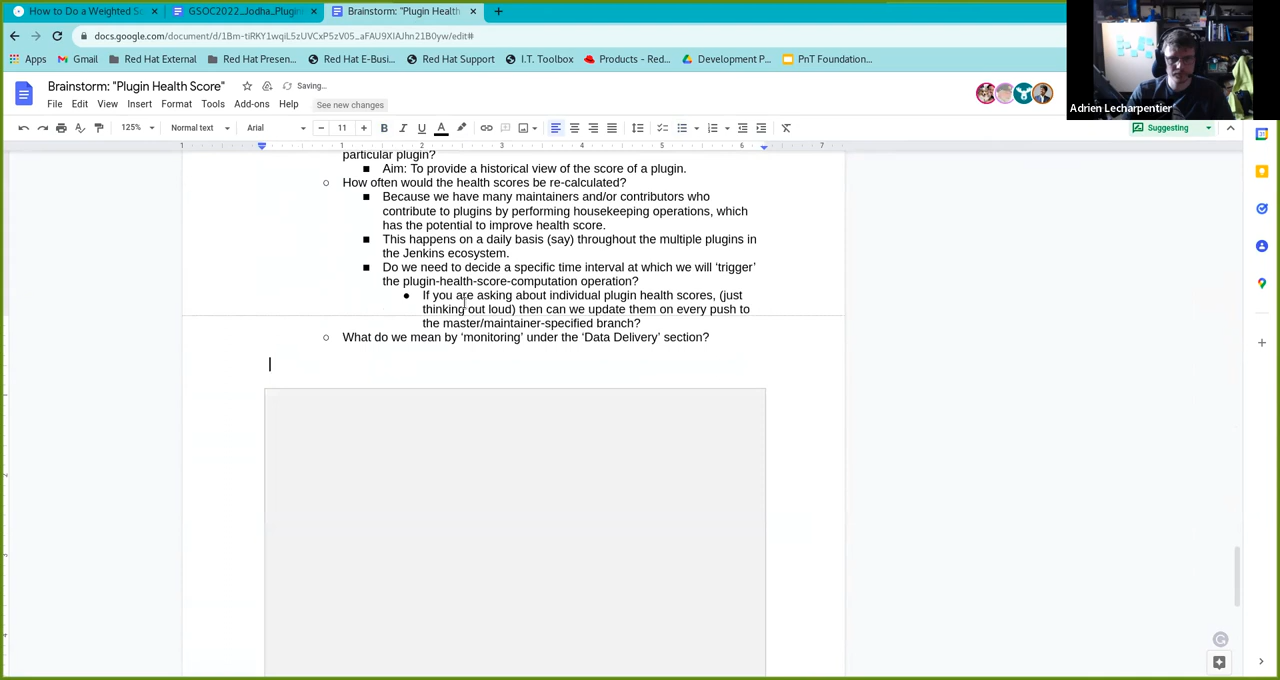 How to Do a Weighted Sc
GSOC2022_Jodha_Plugin
Brainstorm: "Plugin Health
docs.google.com/document/d/1Bm-tiRKY1wqiL5zUVCxP5zV05_aFAU9XIAJhn21B0yw/edit#
Apps Gmail Red Hat External Red Hat Presen... Red Hat E-Busi... Red Hat Support I.T. Toolbox Products - Red... Development P... PnT Foundation...
Adrien Lecharpentier
Brainstorm: "Plugin Health Score" Saving...
File Edit View Insert Format Tools Add-ons Help See new changes
125% Normal text Arial 11 Suggesting
1 1 2 3 4 5 6 7
particular plugin?
■ Aim: To provide a historical view of the score of a plugin.
○ How often would the health scores be re-calculated?
■ Because we have many maintainers and/or contributors who
contribute to plugins by performing housekeeping operations, which
has the potential to improve health score.
■ This happens on a daily basis (say) throughout the multiple plugins in
the Jenkins ecosystem.
■ Do we need to decide a specific time interval at which we will ‘trigger’
the plugin-health-score-computation operation?
● If you are asking about individual plugin health scores, (just
thinking out loud) then can we update them on every push to
the master/maintainer-specified branch?
○ What do we mean by ‘monitoring’ under the ‘Data Delivery’ section?